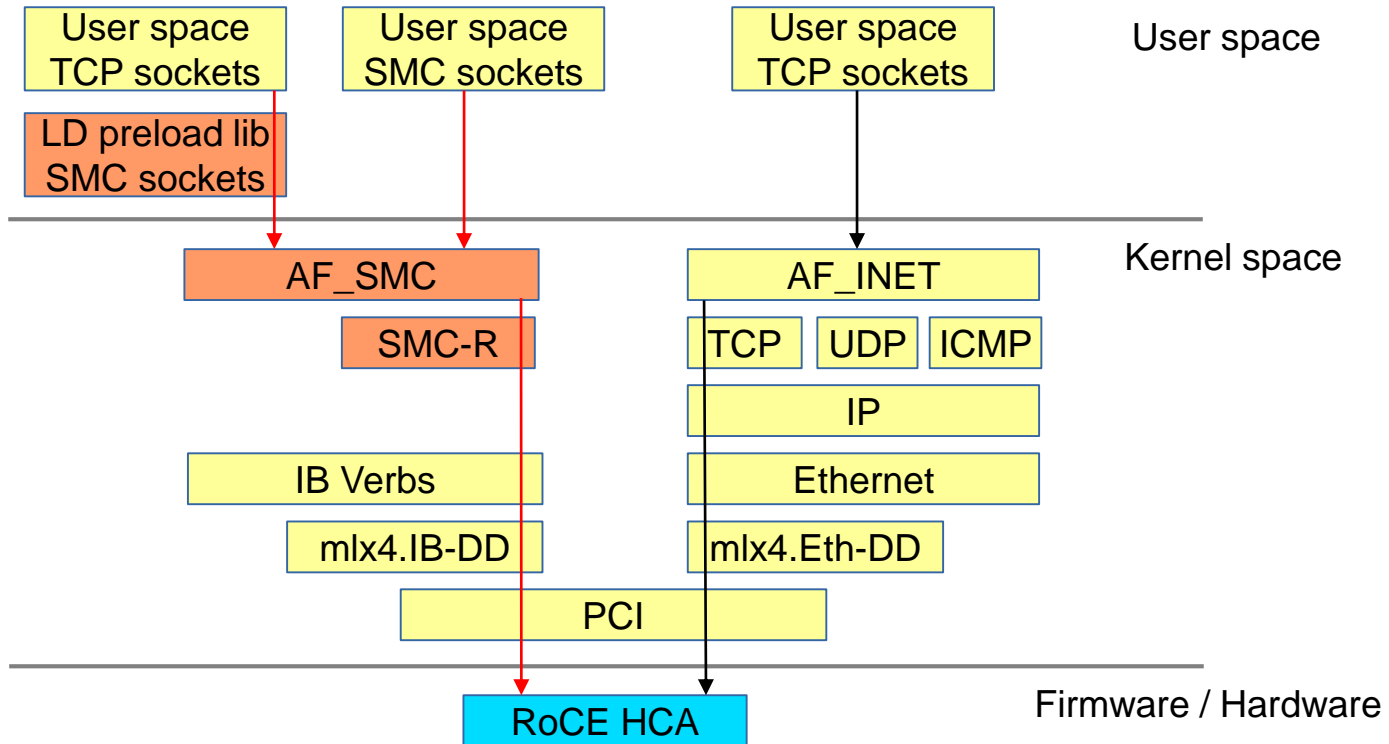 User space
TCP sockets
User space
SMC sockets
User space
TCP sockets
User space
LD preload lib
SMC sockets
AF_SMC
AF_INET
Kernel space
SMC-R
TCP
UDP
ICMP
IP
IB Verbs
Ethernet
mlx4.IB-DD
mlx4.Eth-DD
PCI
RoCE HCA
Firmware / Hardware